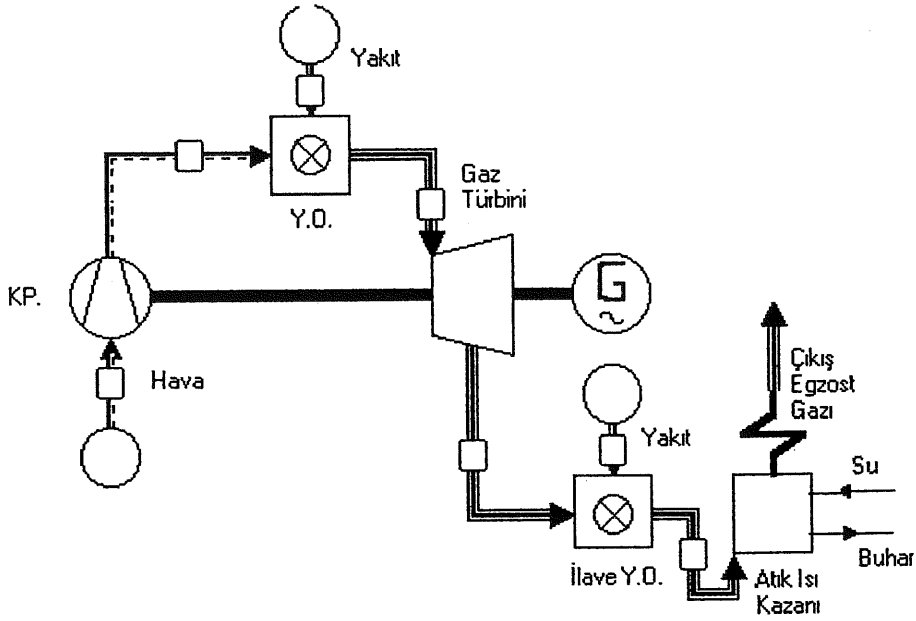 Yakıt
Gaz
Türbini
Y.O.
G
~
KP.
Hava
Çıkış
Egzost
Gazı
Yakıt
Su
Buhar
İlave Y.O.
Atık Isı
Kazanı